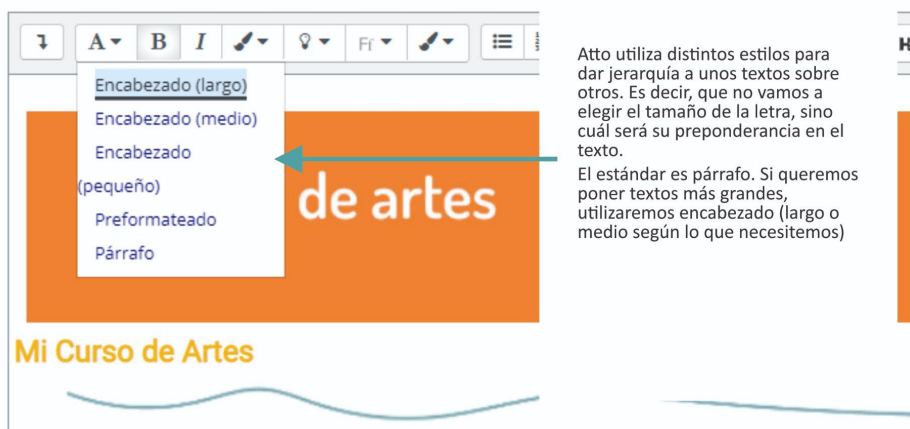 A B I Ff
Encabezado (largo)
Encabezado (medio)
Encabezado
(pequeño)
Preformateado
Párrafo
de artes
Mi Curso de Artes
Atto utiliza distintos estilos para
dar jerarquía a unos textos sobre
otros. Es decir, que no vamos a
elegir el tamaño de la letra, sino
cuál será su preponderancia en el
texto.
El estándar es párrafo. Si queremos
poner textos más grandes,
utilizaremos encabezado (largo o
medio según lo que necesitemos)
H